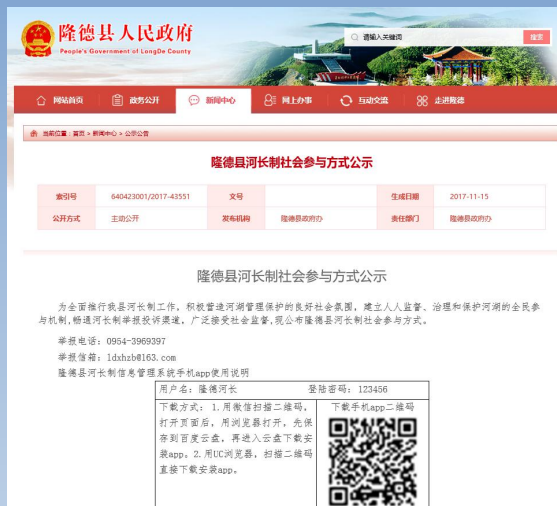 隆德县人民政府
People's Government of LongDe County
请输入关键词
搜索
网站首页 政务公开 新闻中心 网上办事 互动交流 走进隆德
当前位置：首页 > 新闻中心 > 公示公告
隆德县河长制社会参与方式公示
索引号 640423001/2017-43551 文号 生成日期 2017-11-15
公开方式 主动公开 发布机构 隆德县政府办 责任部门 隆德县政府办
隆德县河长制社会参与方式公示
为全面推行我县河长制工作，积极营造河湖管理保护的良好社会氛围，建立人人监督、治理和保护河湖的全民参
与机制,畅通河长制举报投诉渠道，广泛接受社会监督,现公布隆德县河长制社会参与方式。
举报电话：0954-3969397
举报信箱：ldxhzb@163.com
隆德县河长制信息管理系统手机app使用说明
用户名：隆德河长 登陆密码：123456
下载方式：1.用微信扫描二维码，
打开页面后，用浏览器打开，先保
存到百度云盘，再进入云盘下载安
装app。2.用UC浏览器，扫描二维码
直接下载安装app。
下载手机app二维码